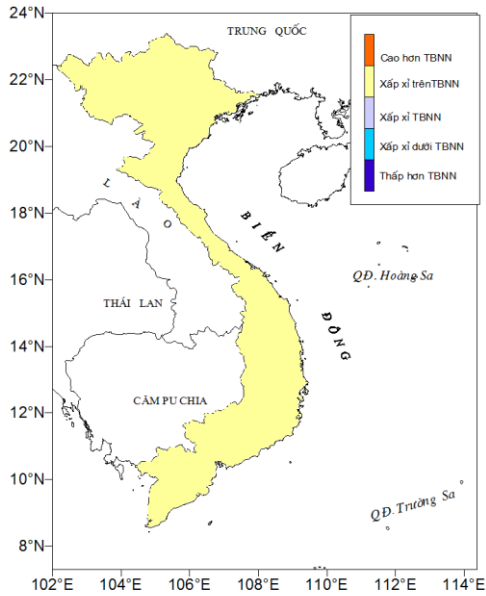 24°N
22°N
20°N
18°N
16°N
14°N
12°N
10°N
8°N
102°E 104°E 106°E 108°E 110°E 112°E 114°E
TRUNG QUỐC
Cao hơn TBNN
Xấp xỉ trênTBNN
Xấp xỉ TBNN
Xấp xỉ dưới TBNN
Thấp hơn TBNN
LÀO
BIỂN
ĐÔNG
QĐ. Hoàng Sa
THÁI LAN
CĂM PU CHIA
QĐ. Trường Sa